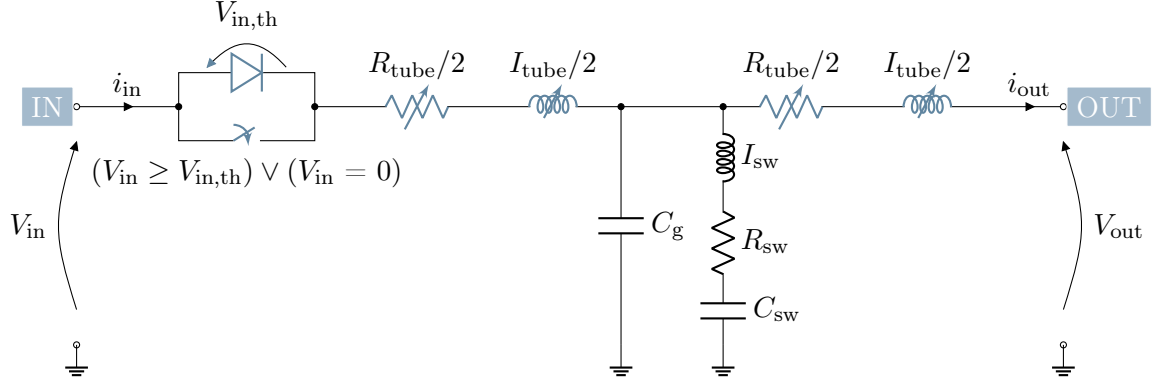 V_in,th
R_tube/2
I_tube/2
R_tube/2
I_tube/2
IN
i_in
i_out
OUT
(V_in ≥ V_in,th) ∨ (V_in = 0)
I_sw
V_in
C_g
R_sw
V_out
C_sw